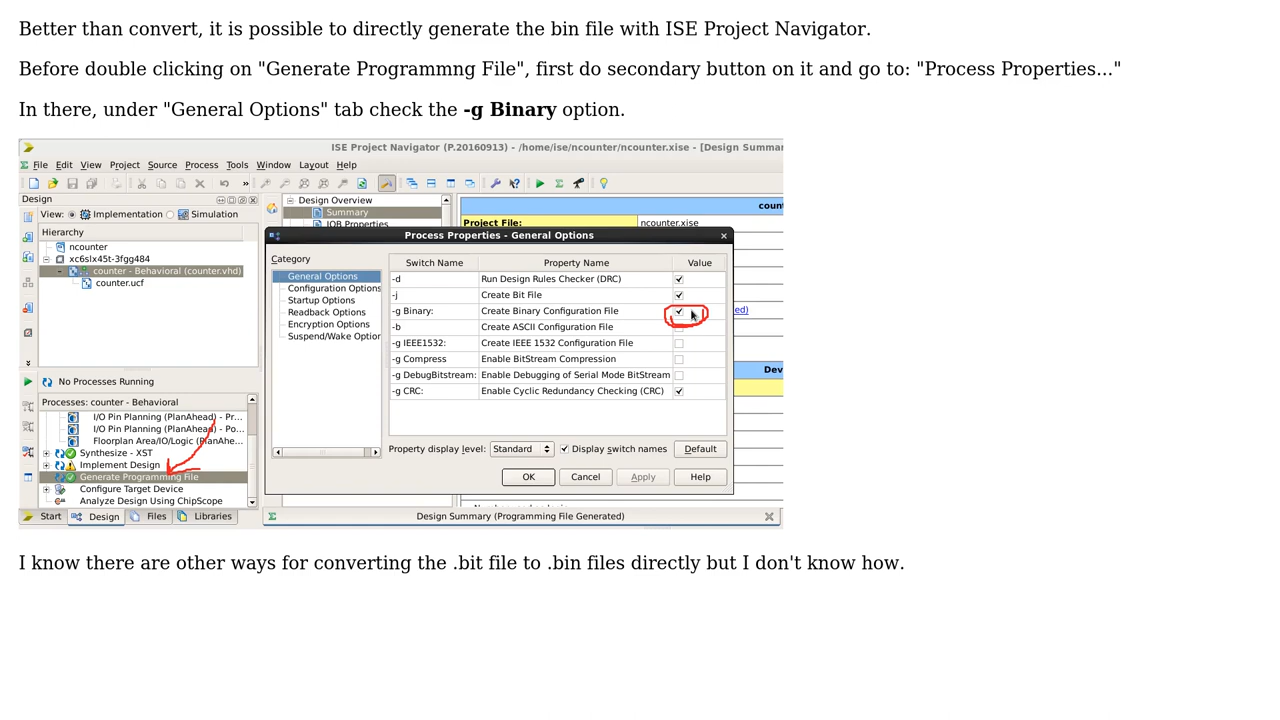 Better than convert, it is possible to directly generate the bin file with ISE Project Navigator.
Before double clicking on "Generate Programmng File", first do secondary button on it and go to: "Process Properties..."
In there, under "General Options" tab check the -g Binary option.
ISE Project Navigator (P.20160913) - /home/ise/ncounter/ncounter.xise - [Design Summar
File Edit View Project Source Process Tools Window Layout Help
»
Design
View: Implementation Simulation
Hierarchy
ncounter
xc6slx45t-3fgg484
counter - Behavioral (counter.vhd)
counter.ucf
»
No Processes Running
Processes: counter - Behavioral
I/O Pin Planning (PlanAhead) - Pr...
I/O Pin Planning (PlanAhead) - Po...
Floorplan Area/IO/Logic (PlanAhe...
Synthesize - XST
Implement Design
Generate Programming File
Configure Target Device
Analyze Design Using ChipScope
Start Design Files Libraries
Design Overview
Summary
IOB Properties
count
Project File: ncounter.xise
ed)
Dev
Process Properties - General Options
Category
General Options
Configuration Options
Startup Options
Readback Options
Encryption Options
Suspend/Wake Option
Switch Name Property Name Value
-d Run Design Rules Checker (DRC)
-j Create Bit File
-g Binary: Create Binary Configuration File
-b Create ASCII Configuration File
-g IEEE1532: Create IEEE 1532 Configuration File
-g Compress Enable BitStream Compression
-g DebugBitstream: Enable Debugging of Serial Mode BitStream
-g CRC: Enable Cyclic Redundancy Checking (CRC)
Property display level: Standard Display switch names Default
OK Cancel Apply Help
Design Summary (Programming File Generated)
I know there are other ways for converting the .bit file to .bin files directly but I don't know how.